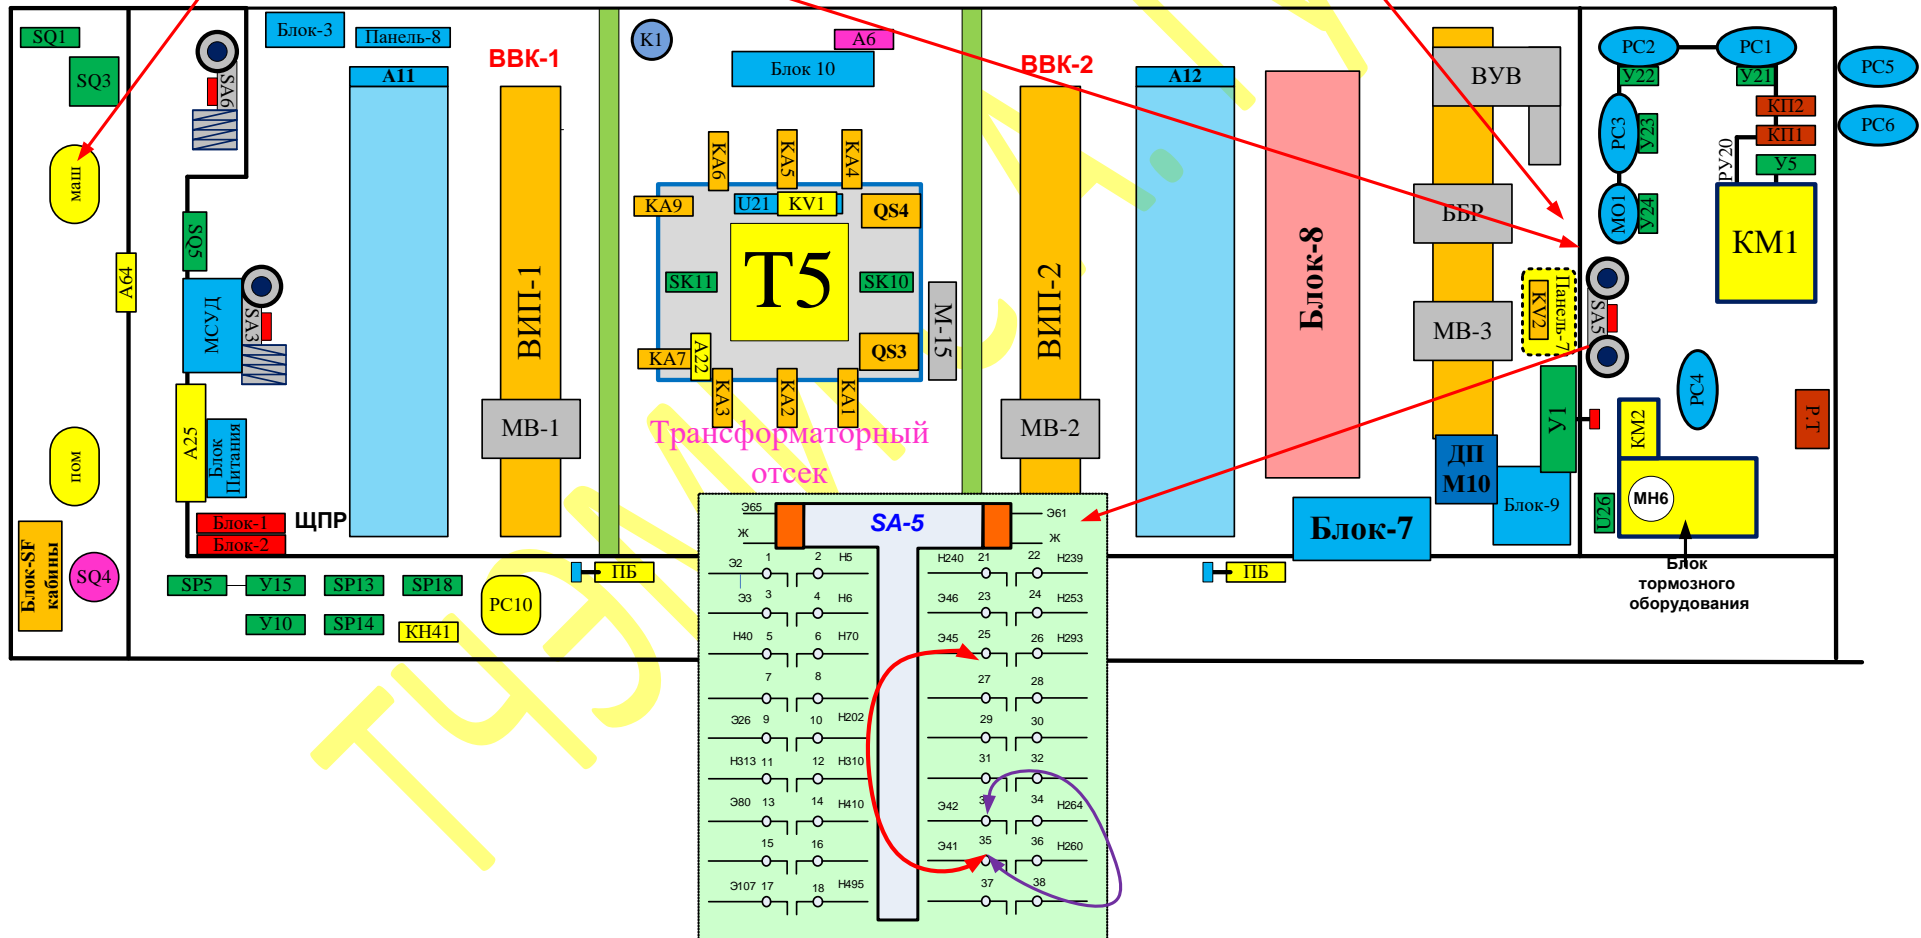 SQ1
SQ3
маш
пом
Блок-SF
кабины
SQ4
А64
SA6
Блок-3
Панель-8
А11
SQ5
МСУД
SA3
А25
Блок
Питания
Блок-1
Блок-2
ЩПР
ВВК-1
ВИП-1
МВ-1
SP5
У15
SP13
SP18
У10
SP14
КН41
РС10
ПБ
К1
А6
Блок 10
КА6
КА5
КА4
КА9
U21
KV1
QS4
SK11
Т5
SK10
КА7
А22
QS3
КА3
КА2
КА1
М-15
Трансформаторный
отсек
ВВК-2
ВИП-2
МВ-2
А12
Блок-8
Блок-7
ПБ
ВУВ
ББР
МВ-3
Панель-7
KV2
У1
ДП
М10
Блок-9
РС2
РС1
У22
У21
КП2
КП1
РС3
У23
РУ20
У5
МО1
У24
КМ1
SA5
РС4
КМ2
Р.Т
МН6
U26
Блок
тормозного
оборудования
РС5
РС6
Э65
SA-5
Э61
Ж
Ж
Э2 1 2 Н5 Н240 21 22 Н239
Э3 3 4 Н6 Э46 23 24 Н253
Н40 5 6 Н70 Э45 25 26 Н293
7 8 27 28
Э26 9 10 Н202 29 30
Н313 11 12 Н310 31 32
Э80 13 14 Н410 Э42 34 Н264
15 16 Э41 35 36 Н260
Э107 17 18 Н495 37 38